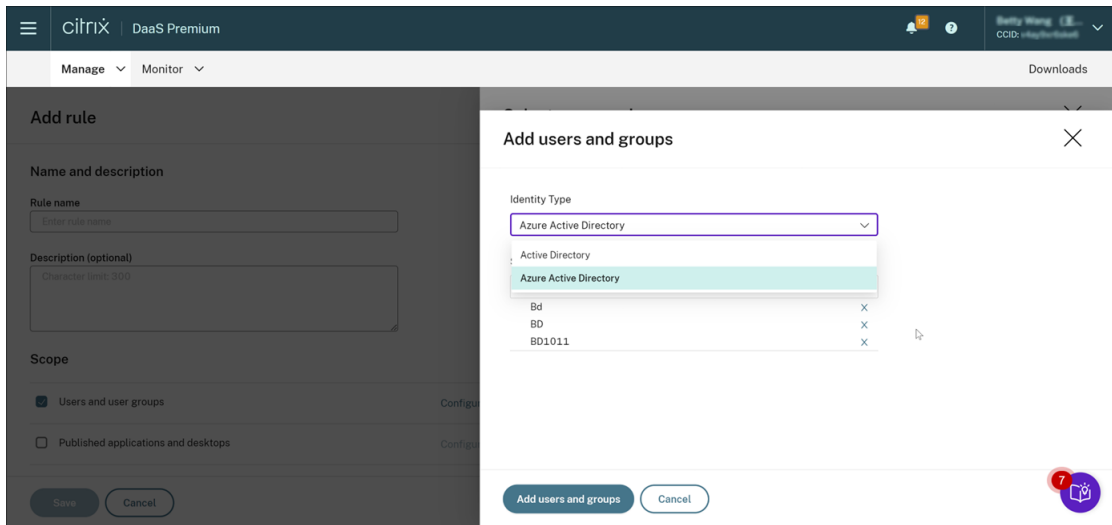 citrix DaaS Premium
12
?
CCID:
Manage Monitor Downloads
Add rule
Name and description
Rule name
Enter rule name
Description (optional)
Character limit: 300
Scope
Users and user groups
Published applications and desktops
Save Cancel
Add users and groups
Identity Type
Azure Active Directory
Active Directory
Azure Active Directory
Bd
BD
BD1011
Add users and groups Cancel
7